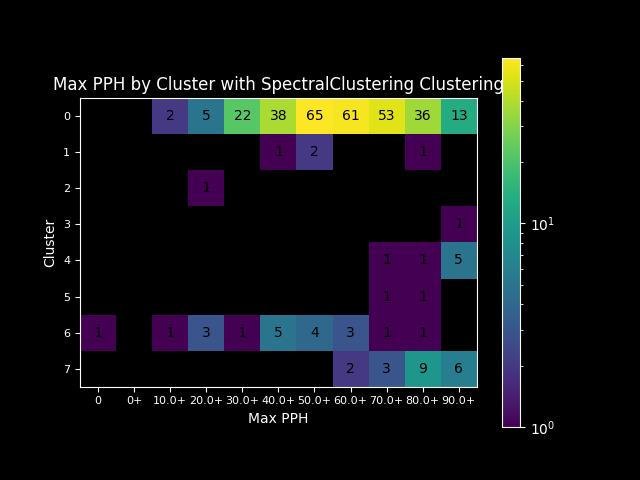 Max PPH by Cluster with SpectralClustering Clustering
0 2 5 22 38 65 61 53 36 13
1 1 2 1
2 1
3 1
Cluster
4 1 1 5
5 1 1
6 1 1 3 1 5 4 3 1 1
7 2 3 9 6
0 0+ 10.0+ 20.0+ 30.0+ 40.0+ 50.0+ 60.0+ 70.0+ 80.0+ 90.0+
Max PPH
10¹
10⁰